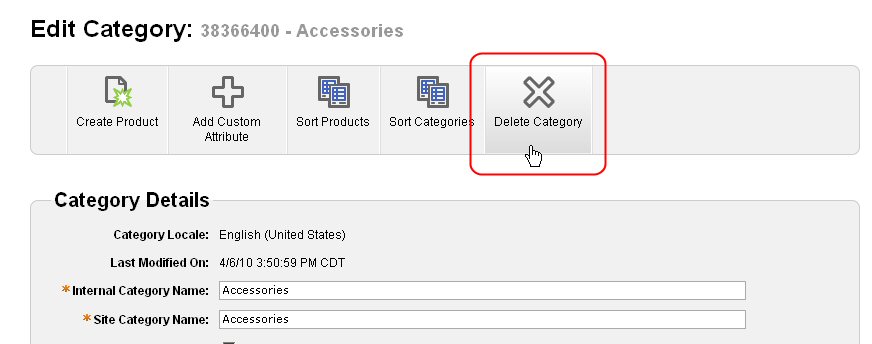 Edit Category: 38366400 - Accessories
Create Product
Add Custom
Attribute
Sort Products
Sort Categories
Delete Category
Category Details
Category Locale: English (United States)
Last Modified On: 4/6/10 3:50:59 PM CDT
*Internal Category Name: Accessories
*Site Category Name: Accessories